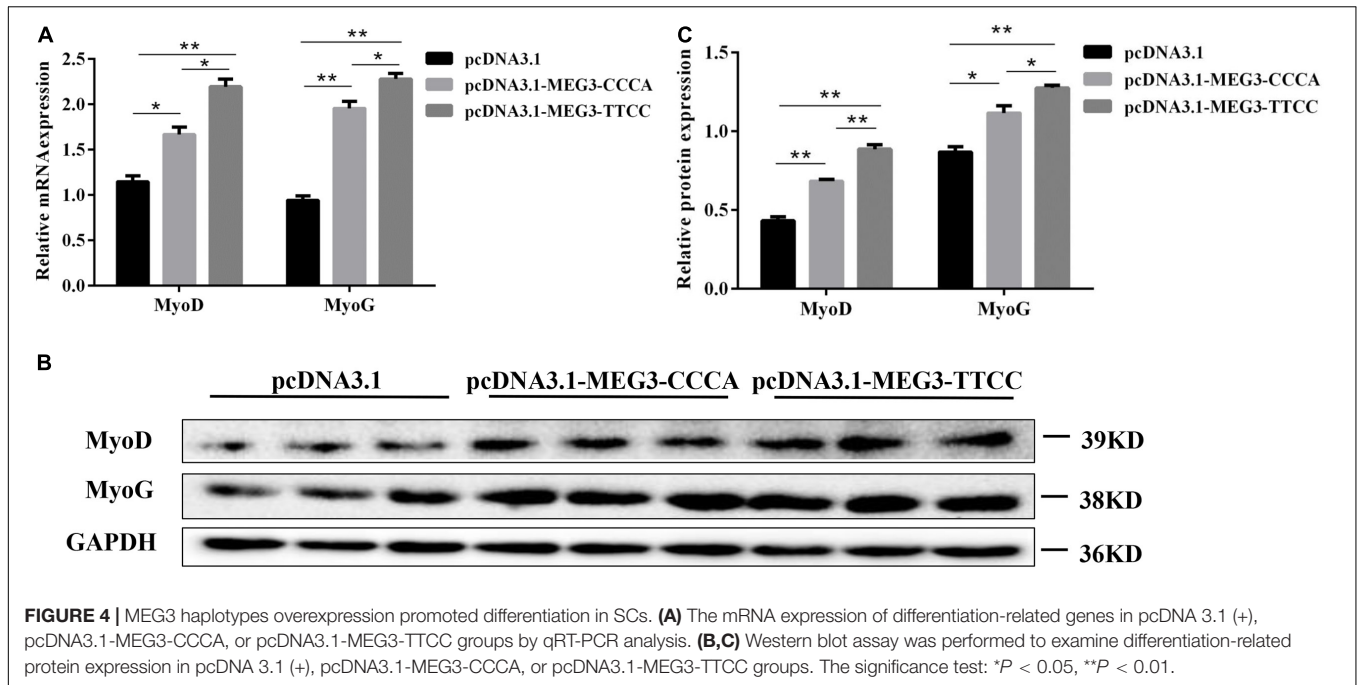 A
Relative mRNAexpression
2.5
2.0
1.5
1.0
0.5
0.0
** **
* *
* **
MyoD MyoG
pcDNA3.1
pcDNA3.1-MEG3-CCCA
pcDNA3.1-MEG3-TTCC
C
Relative protein expression
1.5
1.0
0.5
0.0
**
* *
**
**
**
MyoD MyoG
pcDNA3.1
pcDNA3.1-MEG3-CCCA
pcDNA3.1-MEG3-TTCC
B
pcDNA3.1 pcDNA3.1-MEG3-CCCA pcDNA3.1-MEG3-TTCC
MyoD 39KD
MyoG 38KD
GAPDH 36KD
FIGURE 4 | MEG3 haplotypes overexpression promoted differentiation in SCs. (A) The mRNA expression of differentiation-related genes in pcDNA 3.1 (+),
pcDNA3.1-MEG3-CCCA, or pcDNA3.1-MEG3-TTCC groups by qRT-PCR analysis. (B,C) Western blot assay was performed to examine differentiation-related
protein expression in pcDNA 3.1 (+), pcDNA3.1-MEG3-CCCA, or pcDNA3.1-MEG3-TTCC groups. The significance test: *P < 0.05, **P < 0.01.